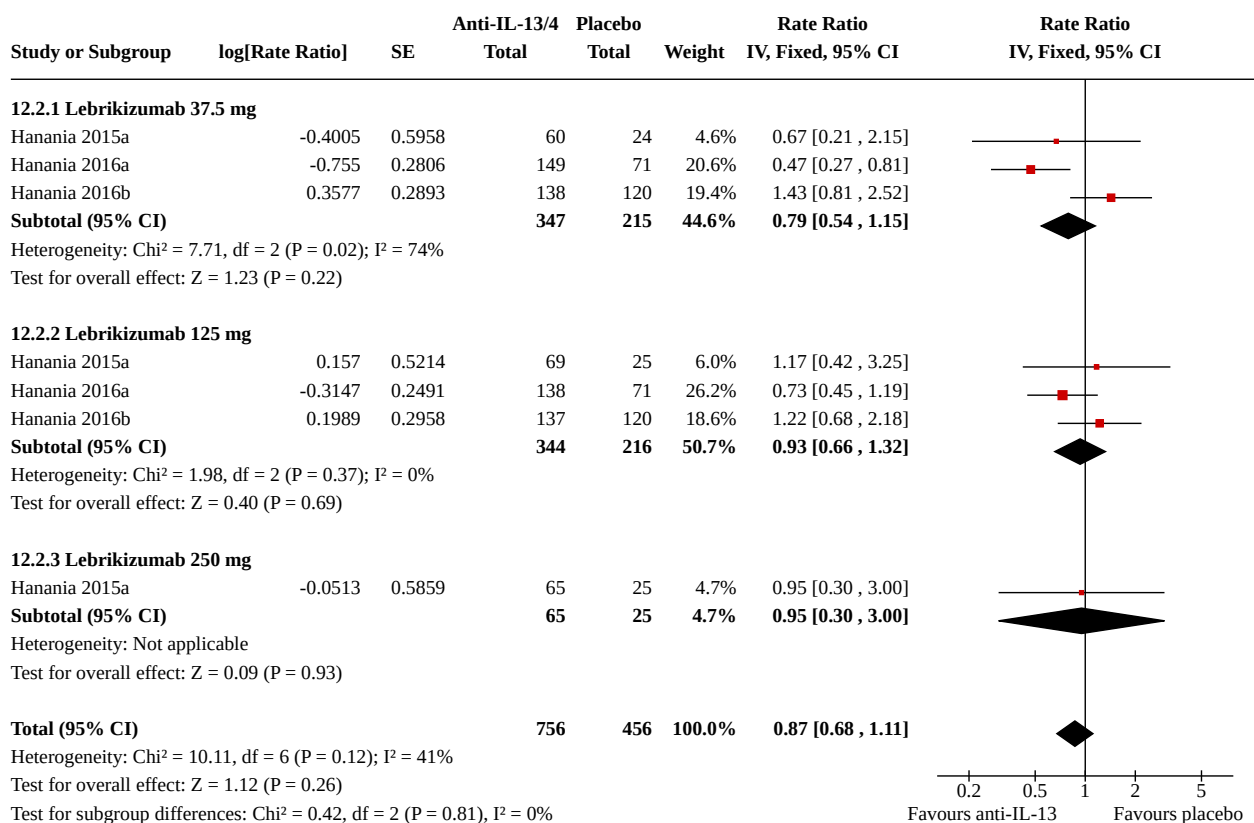 Anti-IL-13/4 Placebo Rate Ratio Rate Ratio
Study or Subgroup log[Rate Ratio] SE Total Total Weight IV, Fixed, 95% CI IV, Fixed, 95% CI
12.2.1 Lebrikizumab 37.5 mg
Hanania 2015a -0.4005 0.5958 60 24 4.6% 0.67 [0.21 , 2.15]
Hanania 2016a -0.755 0.2806 149 71 20.6% 0.47 [0.27 , 0.81]
Hanania 2016b 0.3577 0.2893 138 120 19.4% 1.43 [0.81 , 2.52]
Subtotal (95% CI) 347 215 44.6% 0.79 [0.54 , 1.15]
Heterogeneity: Chi² = 7.71, df = 2 (P = 0.02); I² = 74%
Test for overall effect: Z = 1.23 (P = 0.22)
12.2.2 Lebrikizumab 125 mg
Hanania 2015a 0.157 0.5214 69 25 6.0% 1.17 [0.42 , 3.25]
Hanania 2016a -0.3147 0.2491 138 71 26.2% 0.73 [0.45 , 1.19]
Hanania 2016b 0.1989 0.2958 137 120 18.6% 1.22 [0.68 , 2.18]
Subtotal (95% CI) 344 216 50.7% 0.93 [0.66 , 1.32]
Heterogeneity: Chi² = 1.98, df = 2 (P = 0.37); I² = 0%
Test for overall effect: Z = 0.40 (P = 0.69)
12.2.3 Lebrikizumab 250 mg
Hanania 2015a -0.0513 0.5859 65 25 4.7% 0.95 [0.30 , 3.00]
Subtotal (95% CI) 65 25 4.7% 0.95 [0.30 , 3.00]
Heterogeneity: Not applicable
Test for overall effect: Z = 0.09 (P = 0.93)
Total (95% CI) 756 456 100.0% 0.87 [0.68 , 1.11]
Heterogeneity: Chi² = 10.11, df = 6 (P = 0.12); I² = 41%
Test for overall effect: Z = 1.12 (P = 0.26)
0.2 0.5 1 2 5
Test for subgroup differences: Chi² = 0.42, df = 2 (P = 0.81), I² = 0% Favours anti-IL-13 Favours placebo